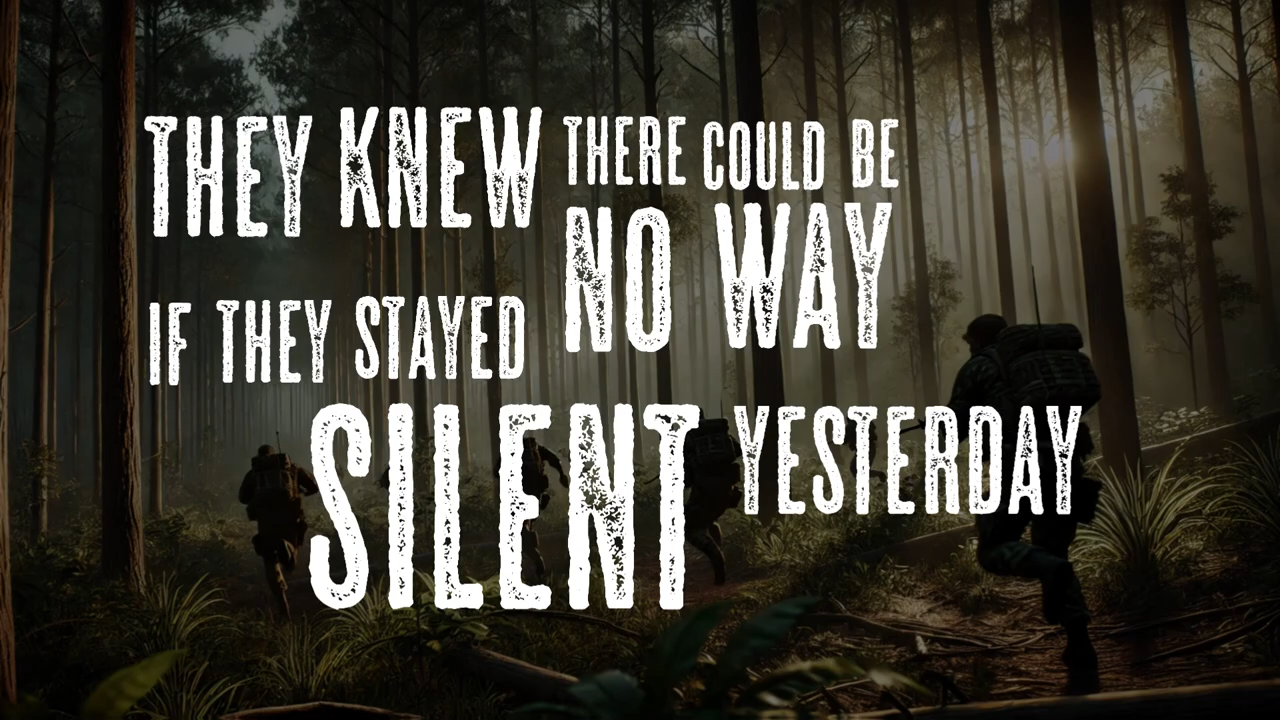 THEY KNEW THERE COULD BE
NO WAY
IF THEY STAYED
SILENT YESTERDAY